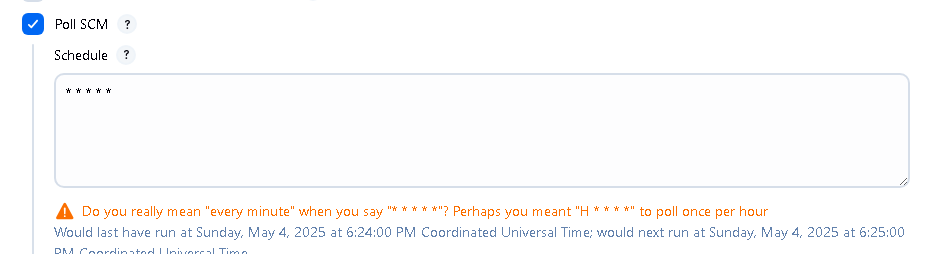 Poll SCM ?
Schedule ?
* * * * *
Do you really mean "every minute" when you say "* * * * *"? Perhaps you meant "H * * * *" to poll once per hour
Would last have run at Sunday, May 4, 2025 at 6:24:00 PM Coordinated Universal Time; would next run at Sunday, May 4, 2025 at 6:25:00
PM Coordinated Universal Time